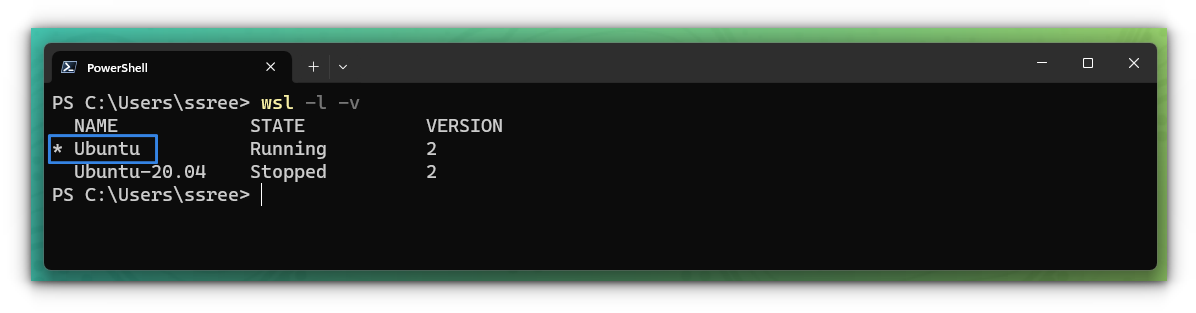 PowerShell
PS C:\Users\ssree> wsl -l -v
  NAME            STATE           VERSION
* Ubuntu          Running         2
  Ubuntu-20.04    Stopped         2
PS C:\Users\ssree>